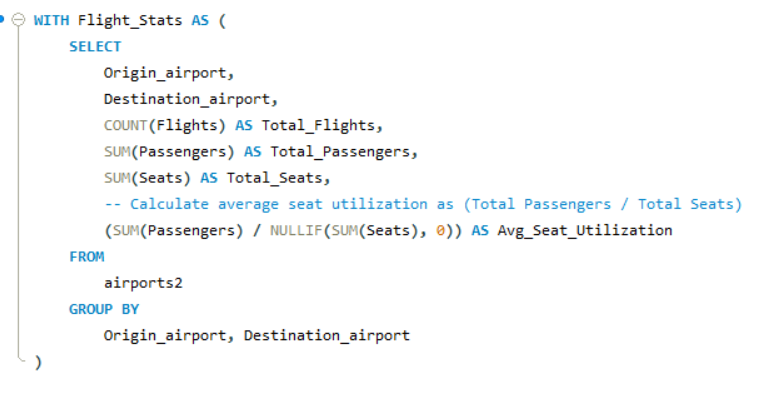 WITH Flight_Stats AS (
SELECT
Origin_airport,
Destination_airport,
COUNT(Flights) AS Total_Flights,
SUM(Passengers) AS Total_Passengers,
SUM(Seats) AS Total_Seats,
-- Calculate average seat utilization as (Total Passengers / Total Seats)
(SUM(Passengers) / NULLIF(SUM(Seats), 0)) AS Avg_Seat_Utilization
FROM
airports2
GROUP BY
Origin_airport, Destination_airport
)